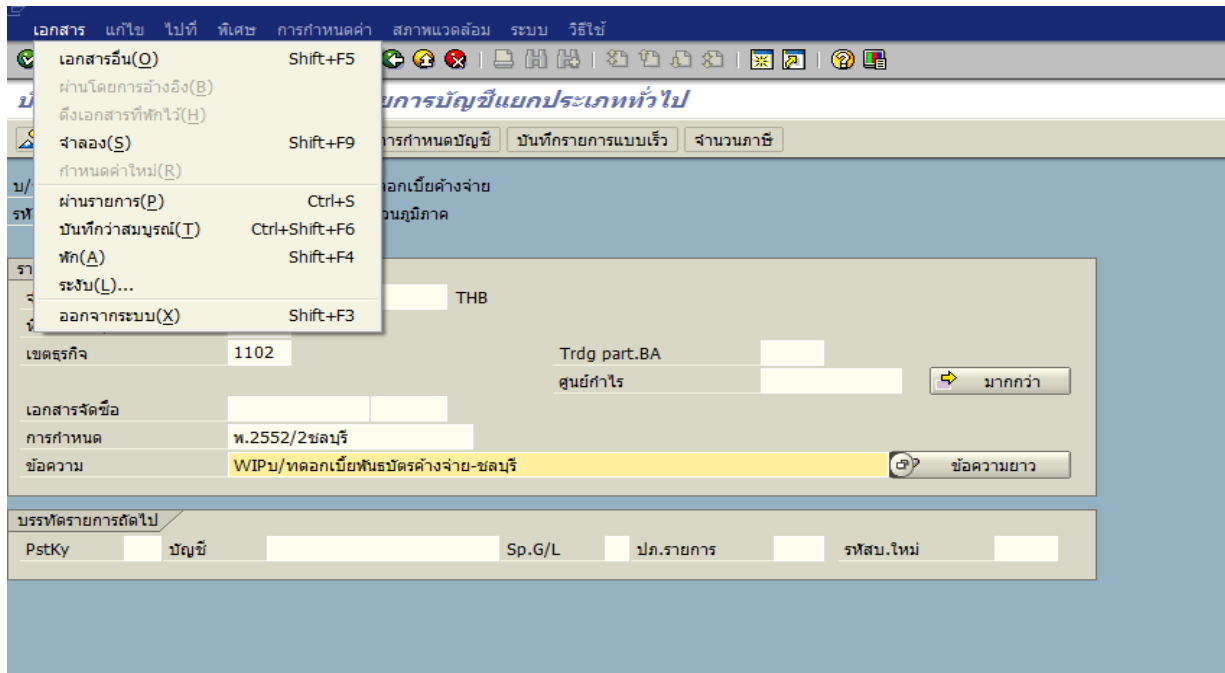 เอกสาร แก้ไข ไปที่ พิเศษ การกำหนดค่า สภาพแวดล้อม ระบบ วิธีใช้
เอกสารอื่น(O) Shift+F5
ผ่านโดยการอ้างอิง(B)
ดึงเอกสารที่พักไว้(H)
จำลอง(S) Shift+F9
กำหนดค่าใหม่(R)
ผ่านรายการ(P) Ctrl+S
บันทึกว่าสมบูรณ์(T) Ctrl+Shift+F6
พัก(A) Shift+F4
ระงับ(L)...
ออกจากระบบ(X) Shift+F3
ยการบัญชีแยกประเภททั่วไป
ารกำหนดบัญชี บันทึกรายการแบบเร็ว จำนวนภาษี
บ/ ดอกเบี้ยค้างจ่าย
รหั วนภูมิภาค
รา
THB
เขตธุรกิจ 1102 Trdg part.BA
ศูนย์กำไร มากกว่า
เอกสารจัดซื้อ
การกำหนด พ.2552/2ชลบุรี
ข้อความ WIPบ/ทดอกเบี้ยพันธบัตรค้างจ่าย-ชลบุรี ข้อความยาว
บรรทัดรายการถัดไป
PstKy บัญชี Sp.G/L ปภ.รายการ รหัสบ.ใหม่